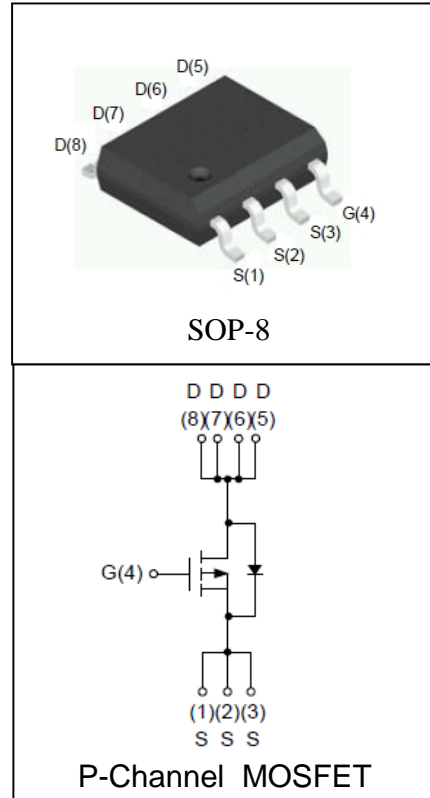 D(5)
D(6)
D(7)
D(8)
G(4)
S(3)
S(2)
S(1)
SOP-8
D D D D
(8)(7)(6)(5)
G(4)
(1)(2)(3)
S S S
P-Channel MOSFET